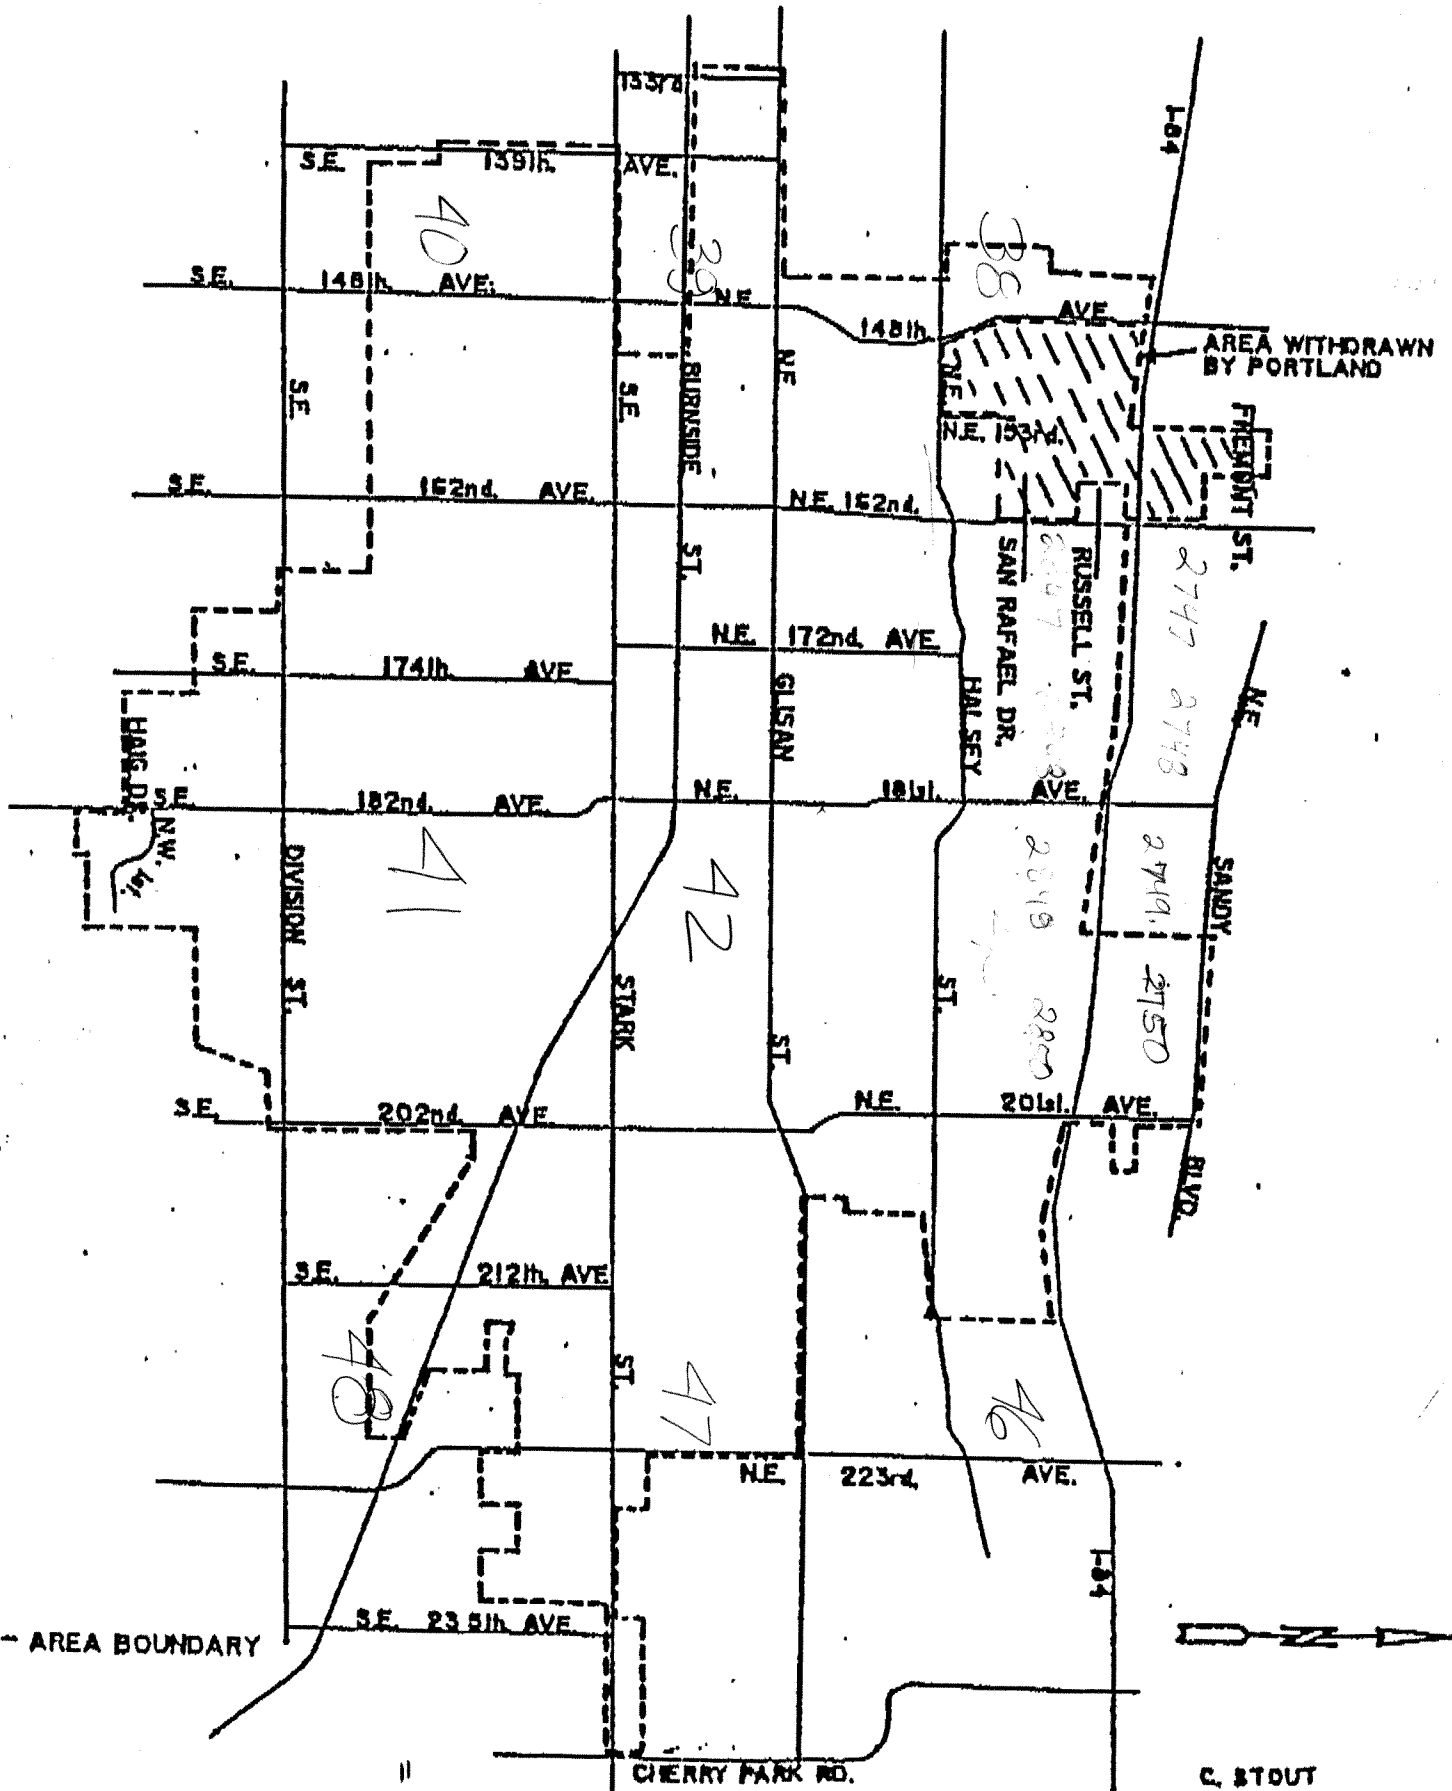 133rd
I-84
S.E. 139th. AVE.
40
38
39
S.E. 148th. AVE. N.E. 148th AVE
AREA WITHDRAWN
BY PORTLAND
S.E.
S.E.
BURNSIDE ST.
N.E.
N.E.
N.E. 153rd.
FREMONT ST.
S.E. 162nd. AVE. N.E. 162nd.
SAN RAFAEL DR.
RUSSELL ST.
2747 2748
N.E. 172nd. AVE.
S.E. 174th. AVE
GLISAN ST.
HALSEY ST.
N.E. SANDY BLVD.
HAIG DR.
S.E. 182nd. AVE. N.E. 181st. AVE.
N.W.
DIVISION ST.
41
42
2849 2850
2749. 2750
STARK ST.
S.E. 202nd. AVE. N.E. 201st. AVE.
S.E. 212th. AVE
48
47
46
N.E. 223rd. AVE.
I-84
S.E. 235th AVE.
AREA BOUNDARY
N
CHERRY PARK RD.
C. STOUT